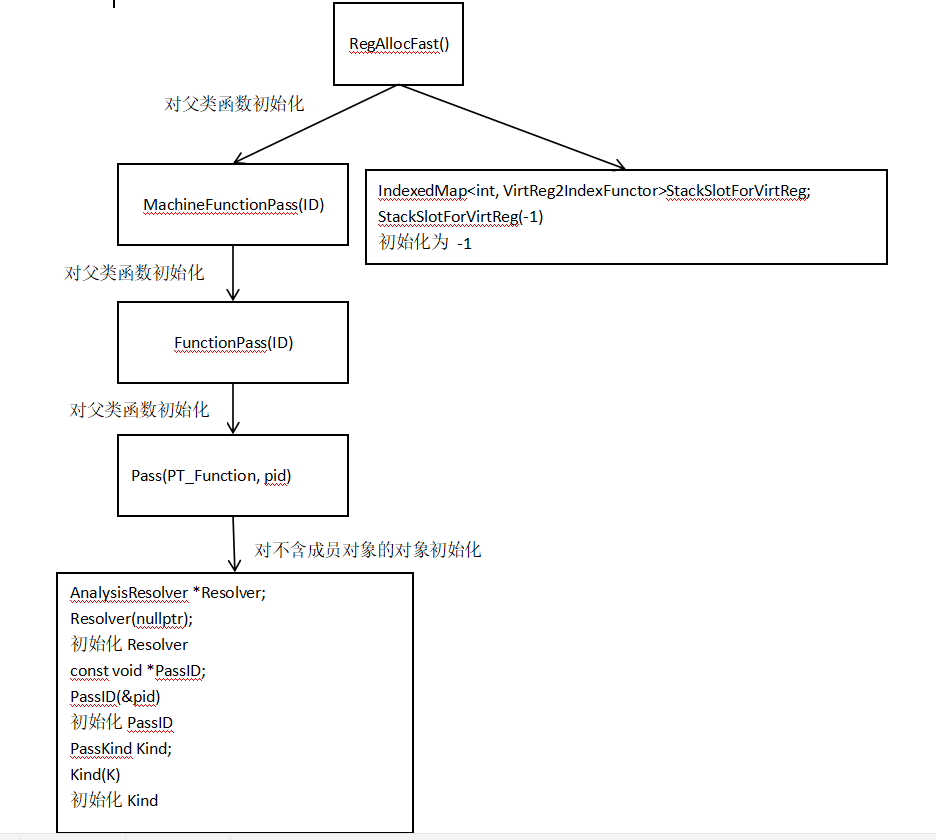 RegAllocFast()
对父类函数初始化
MachineFunctionPass(ID)
IndexedMap<int, VirtReg2IndexFunctor>StackSlotForVirtReg;
StackSlotForVirtReg(-1)
初始化为 -1
对父类函数初始化
FunctionPass(ID)
对父类函数初始化
Pass(PT_Function, pid)
对不含成员对象的对象初始化
AnalysisResolver *Resolver;
Resolver(nullptr);
初始化 Resolver
const void *PassID;
PassID(&pid)
初始化 PassID
PassKind Kind;
Kind(K)
初始化 Kind